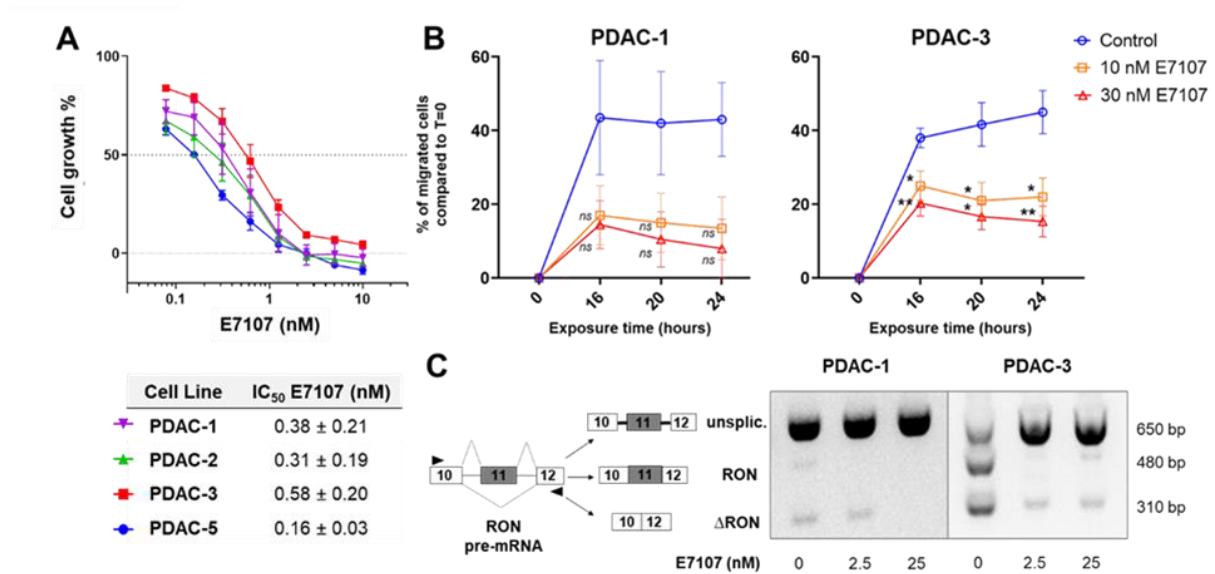 A
100
50
0
Cell growth %
0.1 1 10
E7107 (nM)
Cell Line IC50 E7107 (nM)
PDAC-1 0.38 ± 0.21
PDAC-2 0.31 ± 0.19
PDAC-3 0.58 ± 0.20
PDAC-5 0.16 ± 0.03
B
PDAC-1
% of migrated cells
compared to T=0
60
40
20
0
ns ns ns
ns ns ns
0 16 20 24
Exposure time (hours)
PDAC-3
60
40
20
0
* * *
** * **
0 16 20 24
Exposure time (hours)
Control
10 nM E7107
30 nM E7107
C
PDAC-1 PDAC-3
10 11 12 unsplic. 650 bp
10 11 12
10 11 12 RON 480 bp
10 12 ΔRON 310 bp
RON
pre-mRNA
E7107 (nM) 0 2.5 25 0 2.5 25